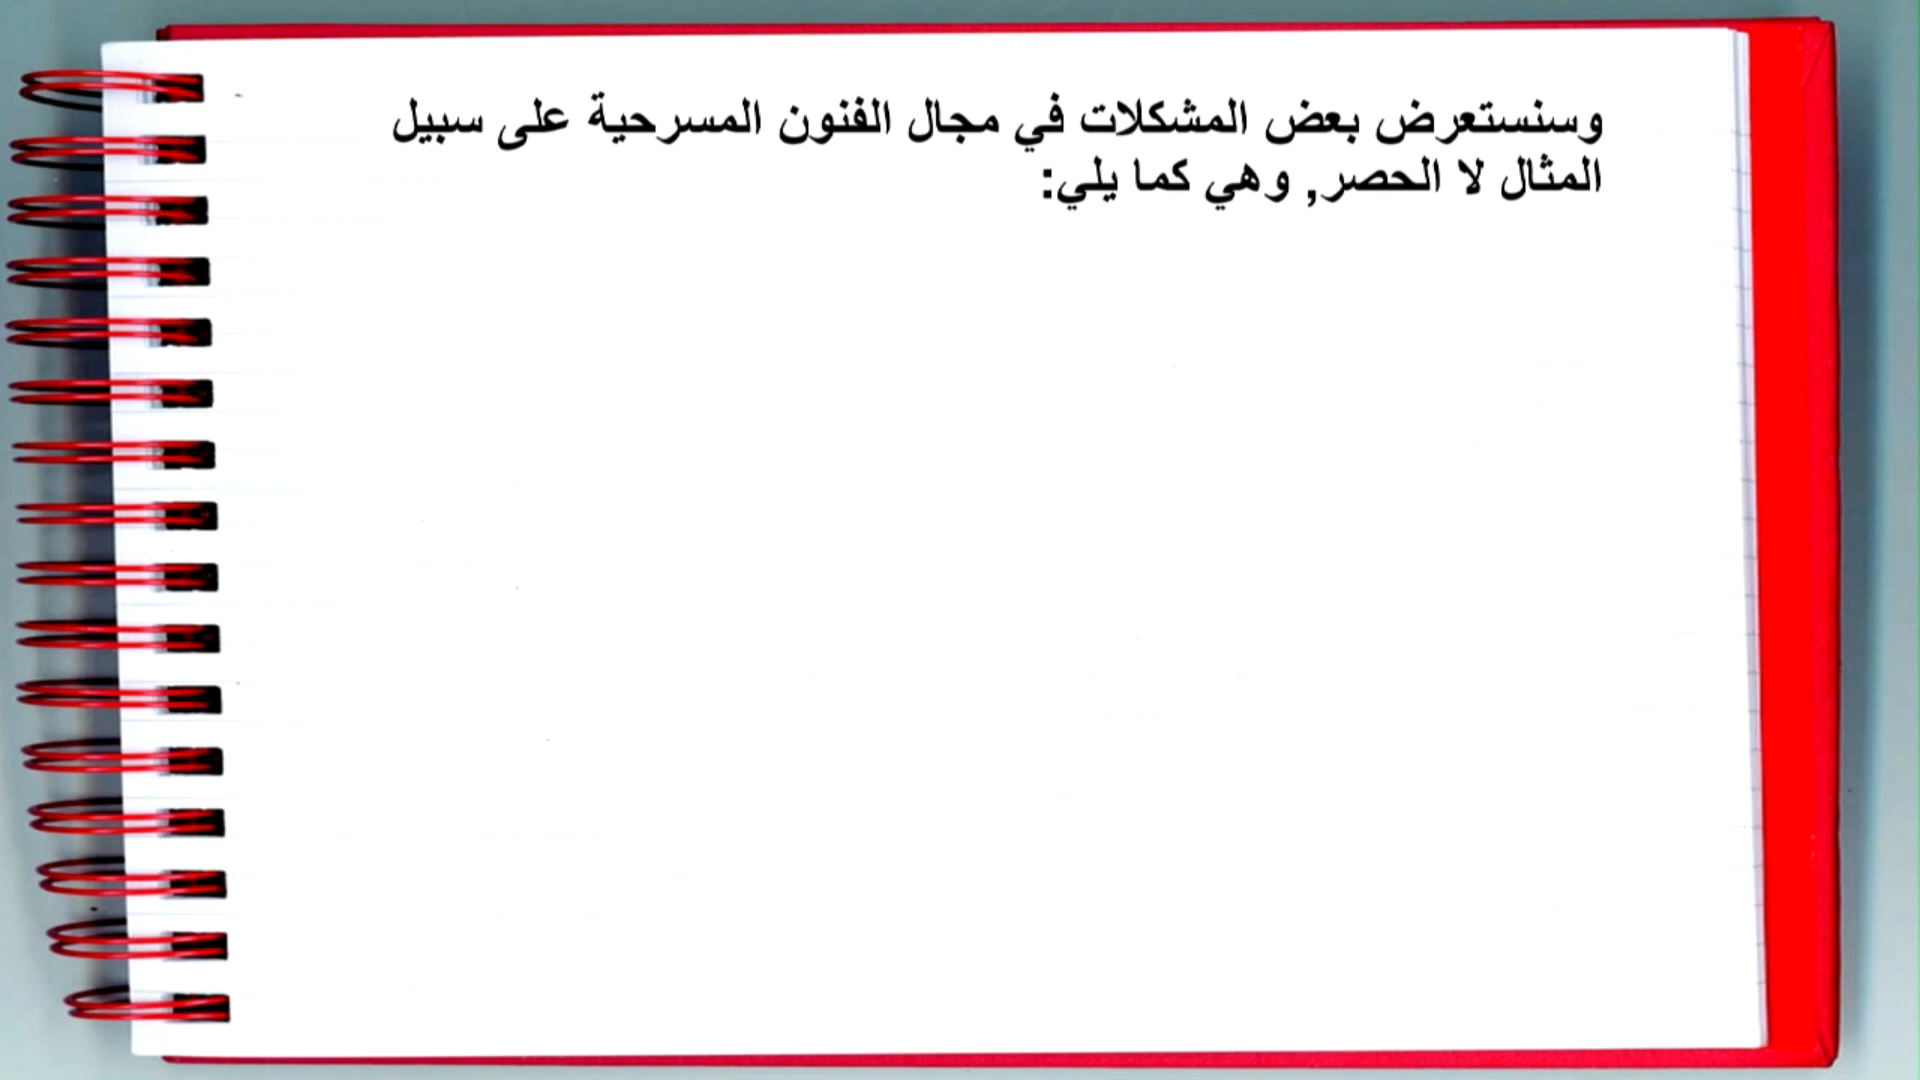 وسنستعرض بعض المشكلات في مجال الفنون المسرحية على سبيل
المثال لا الحصر, وهي كما يلي: